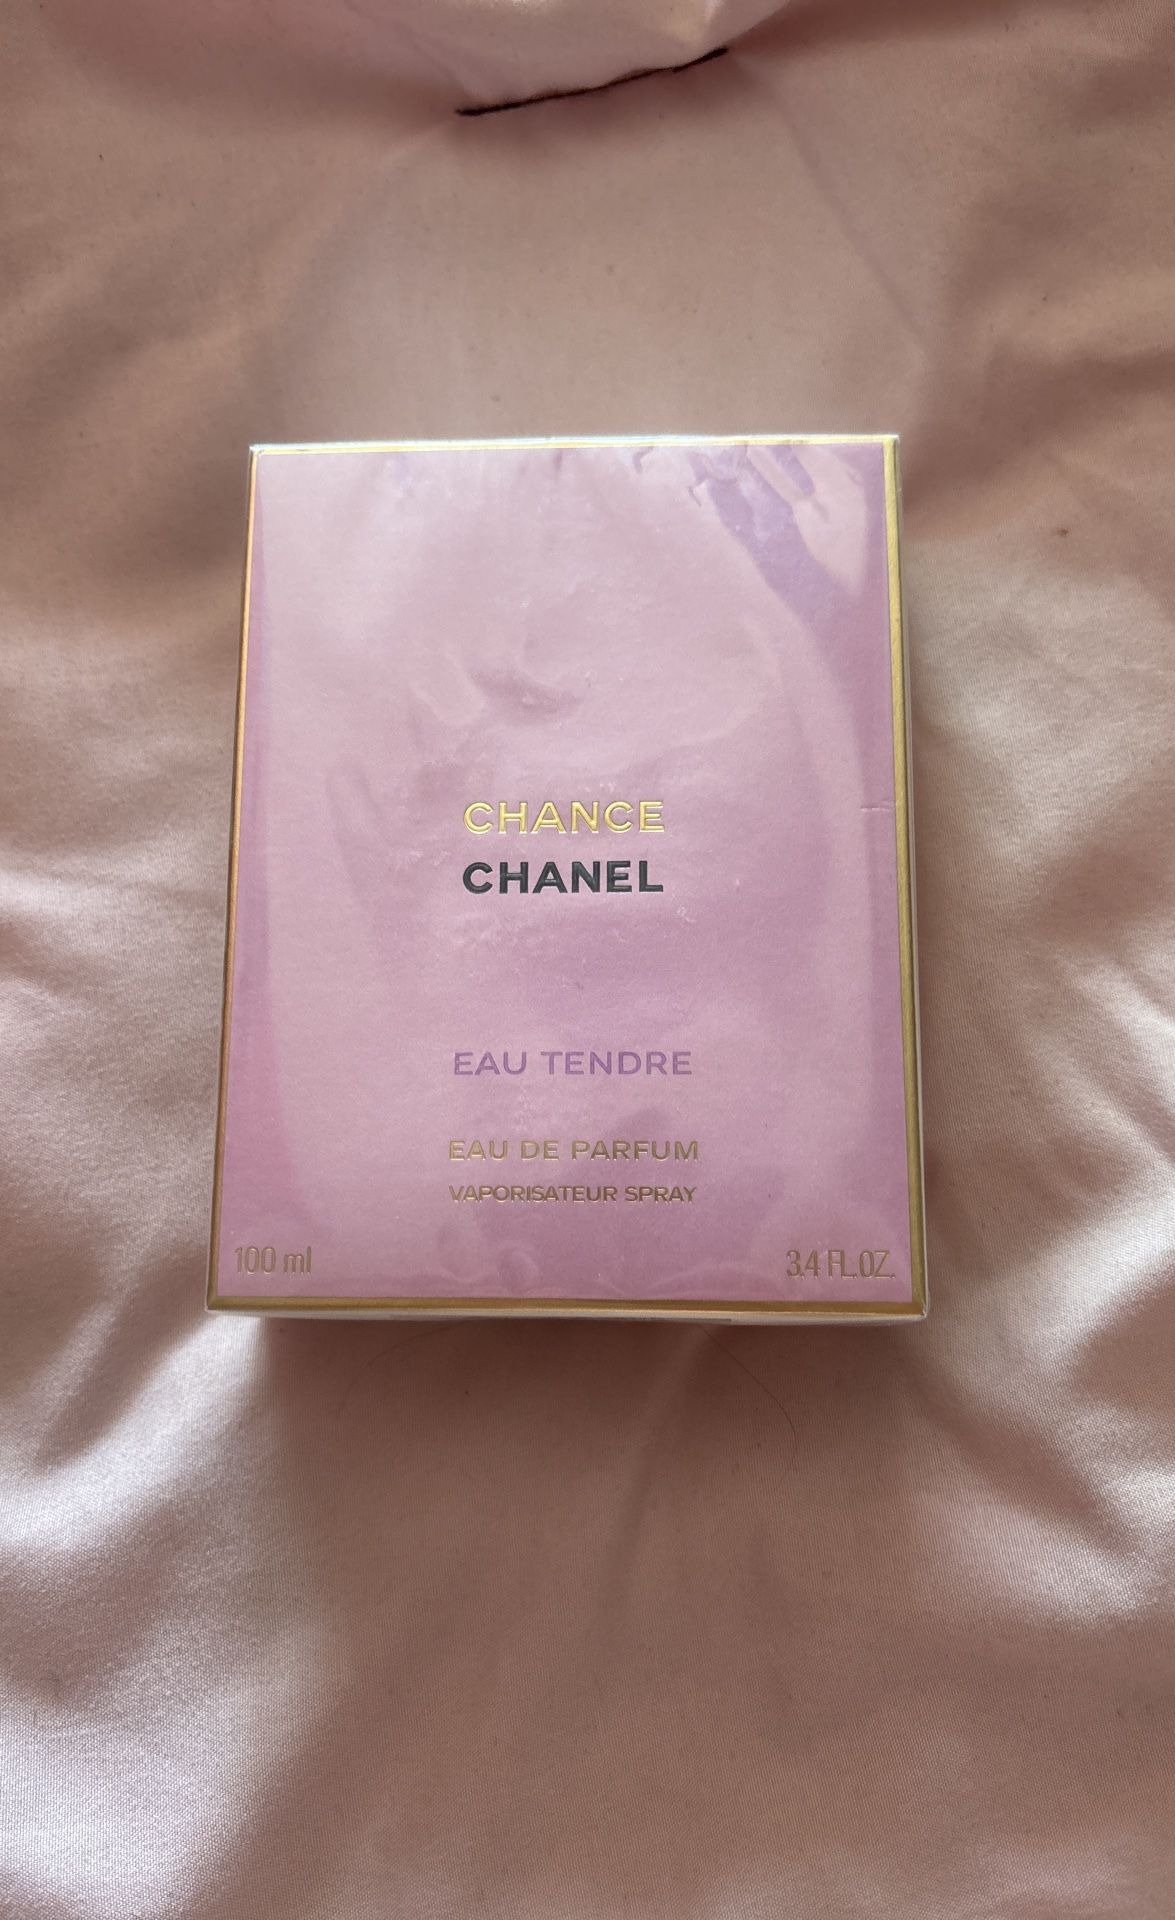 CHANCE
CHANEL
EAU TENDRE
EAU DE PARFUM
VAPORISATEUR SPRAY
100 ml 3.4 FL.OZ.